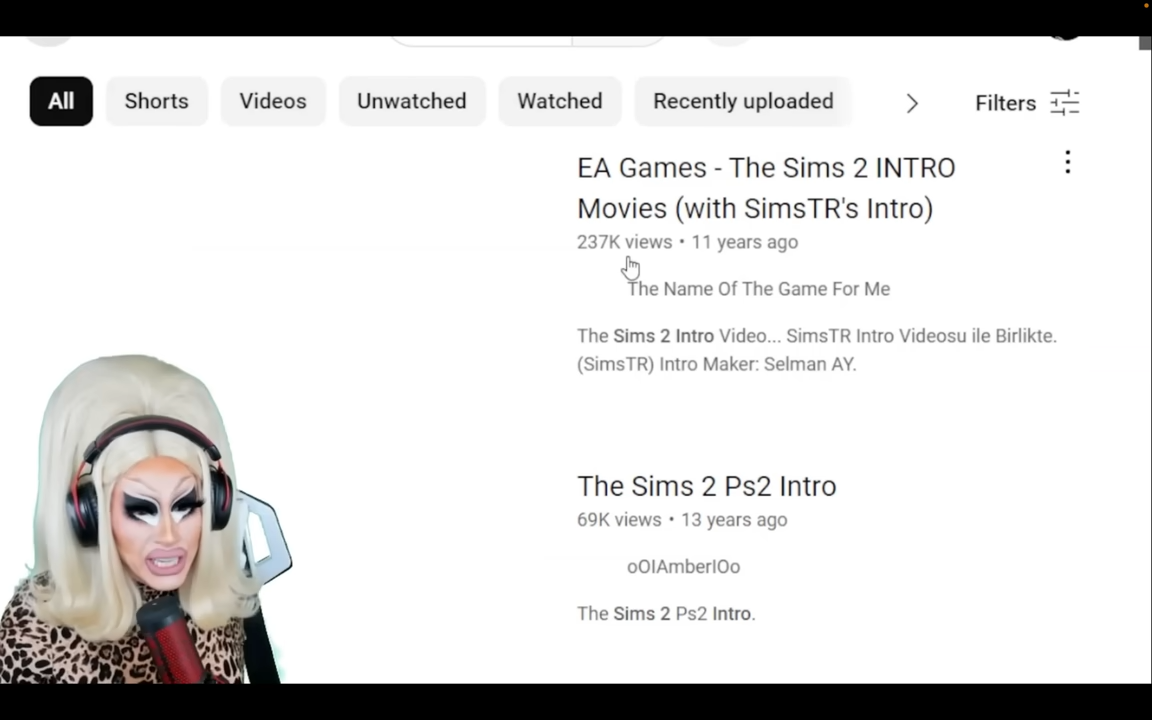 All
Shorts
Videos
Unwatched
Watched
Recently uploaded
Filters
EA Games - The Sims 2 INTRO
Movies (with SimsTR's Intro)
237K views • 11 years ago
The Name Of The Game For Me
The Sims 2 Intro Video... SimsTR Intro Videosu ile Birlikte.
(SimsTR) Intro Maker: Selman AY.
The Sims 2 Ps2 Intro
69K views • 13 years ago
oOIAmberIOo
The Sims 2 Ps2 Intro.